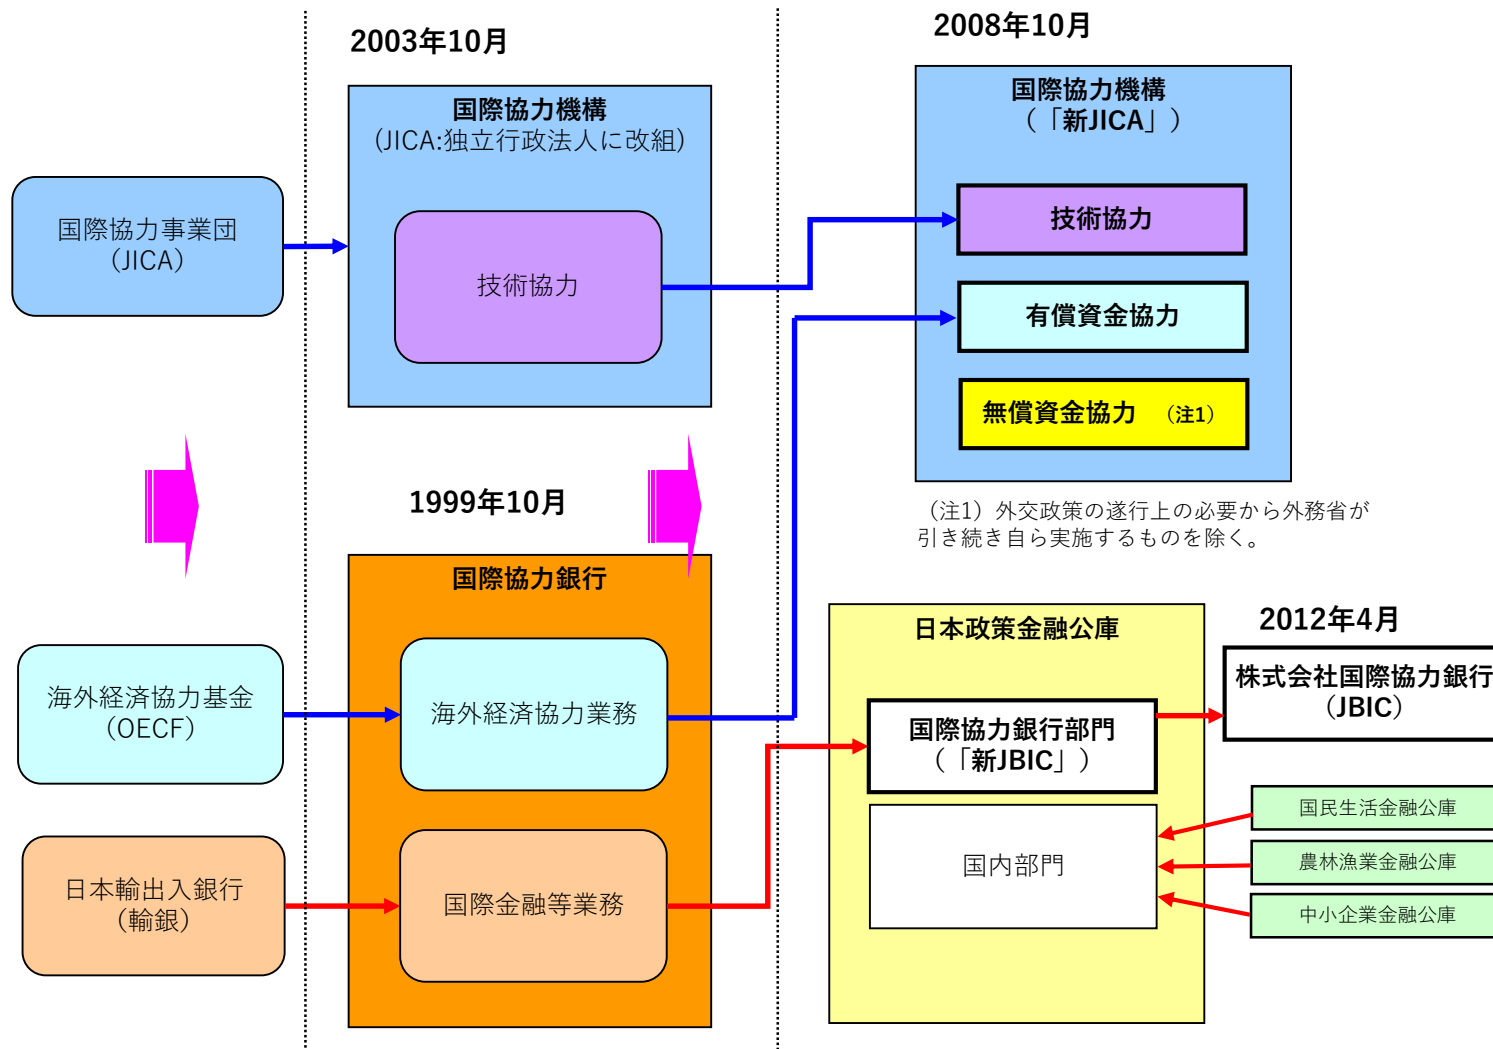 2003年10月
2008年10月
国際協力機構
(JICA:独立行政法人に改組)
国際協力機構
(「新JICA」)
国際協力事業団
(JICA)
技術協力
技術協力
有償資金協力
無償資金協力 (注1)
(注1)外交政策の遂行上の必要から外務省が
引き続き自ら実施するものを除く。
1999年10月
国際協力銀行
日本政策金融公庫
2012年4月
海外経済協力基金
(OECF)
海外経済協力業務
国際協力銀行部門
(「新JBIC」)
株式会社国際協力銀行
(JBIC)
日本輸出入銀行
(輸銀)
国際金融等業務
国内部門
国民生活金融公庫
農林漁業金融公庫
中小企業金融公庫